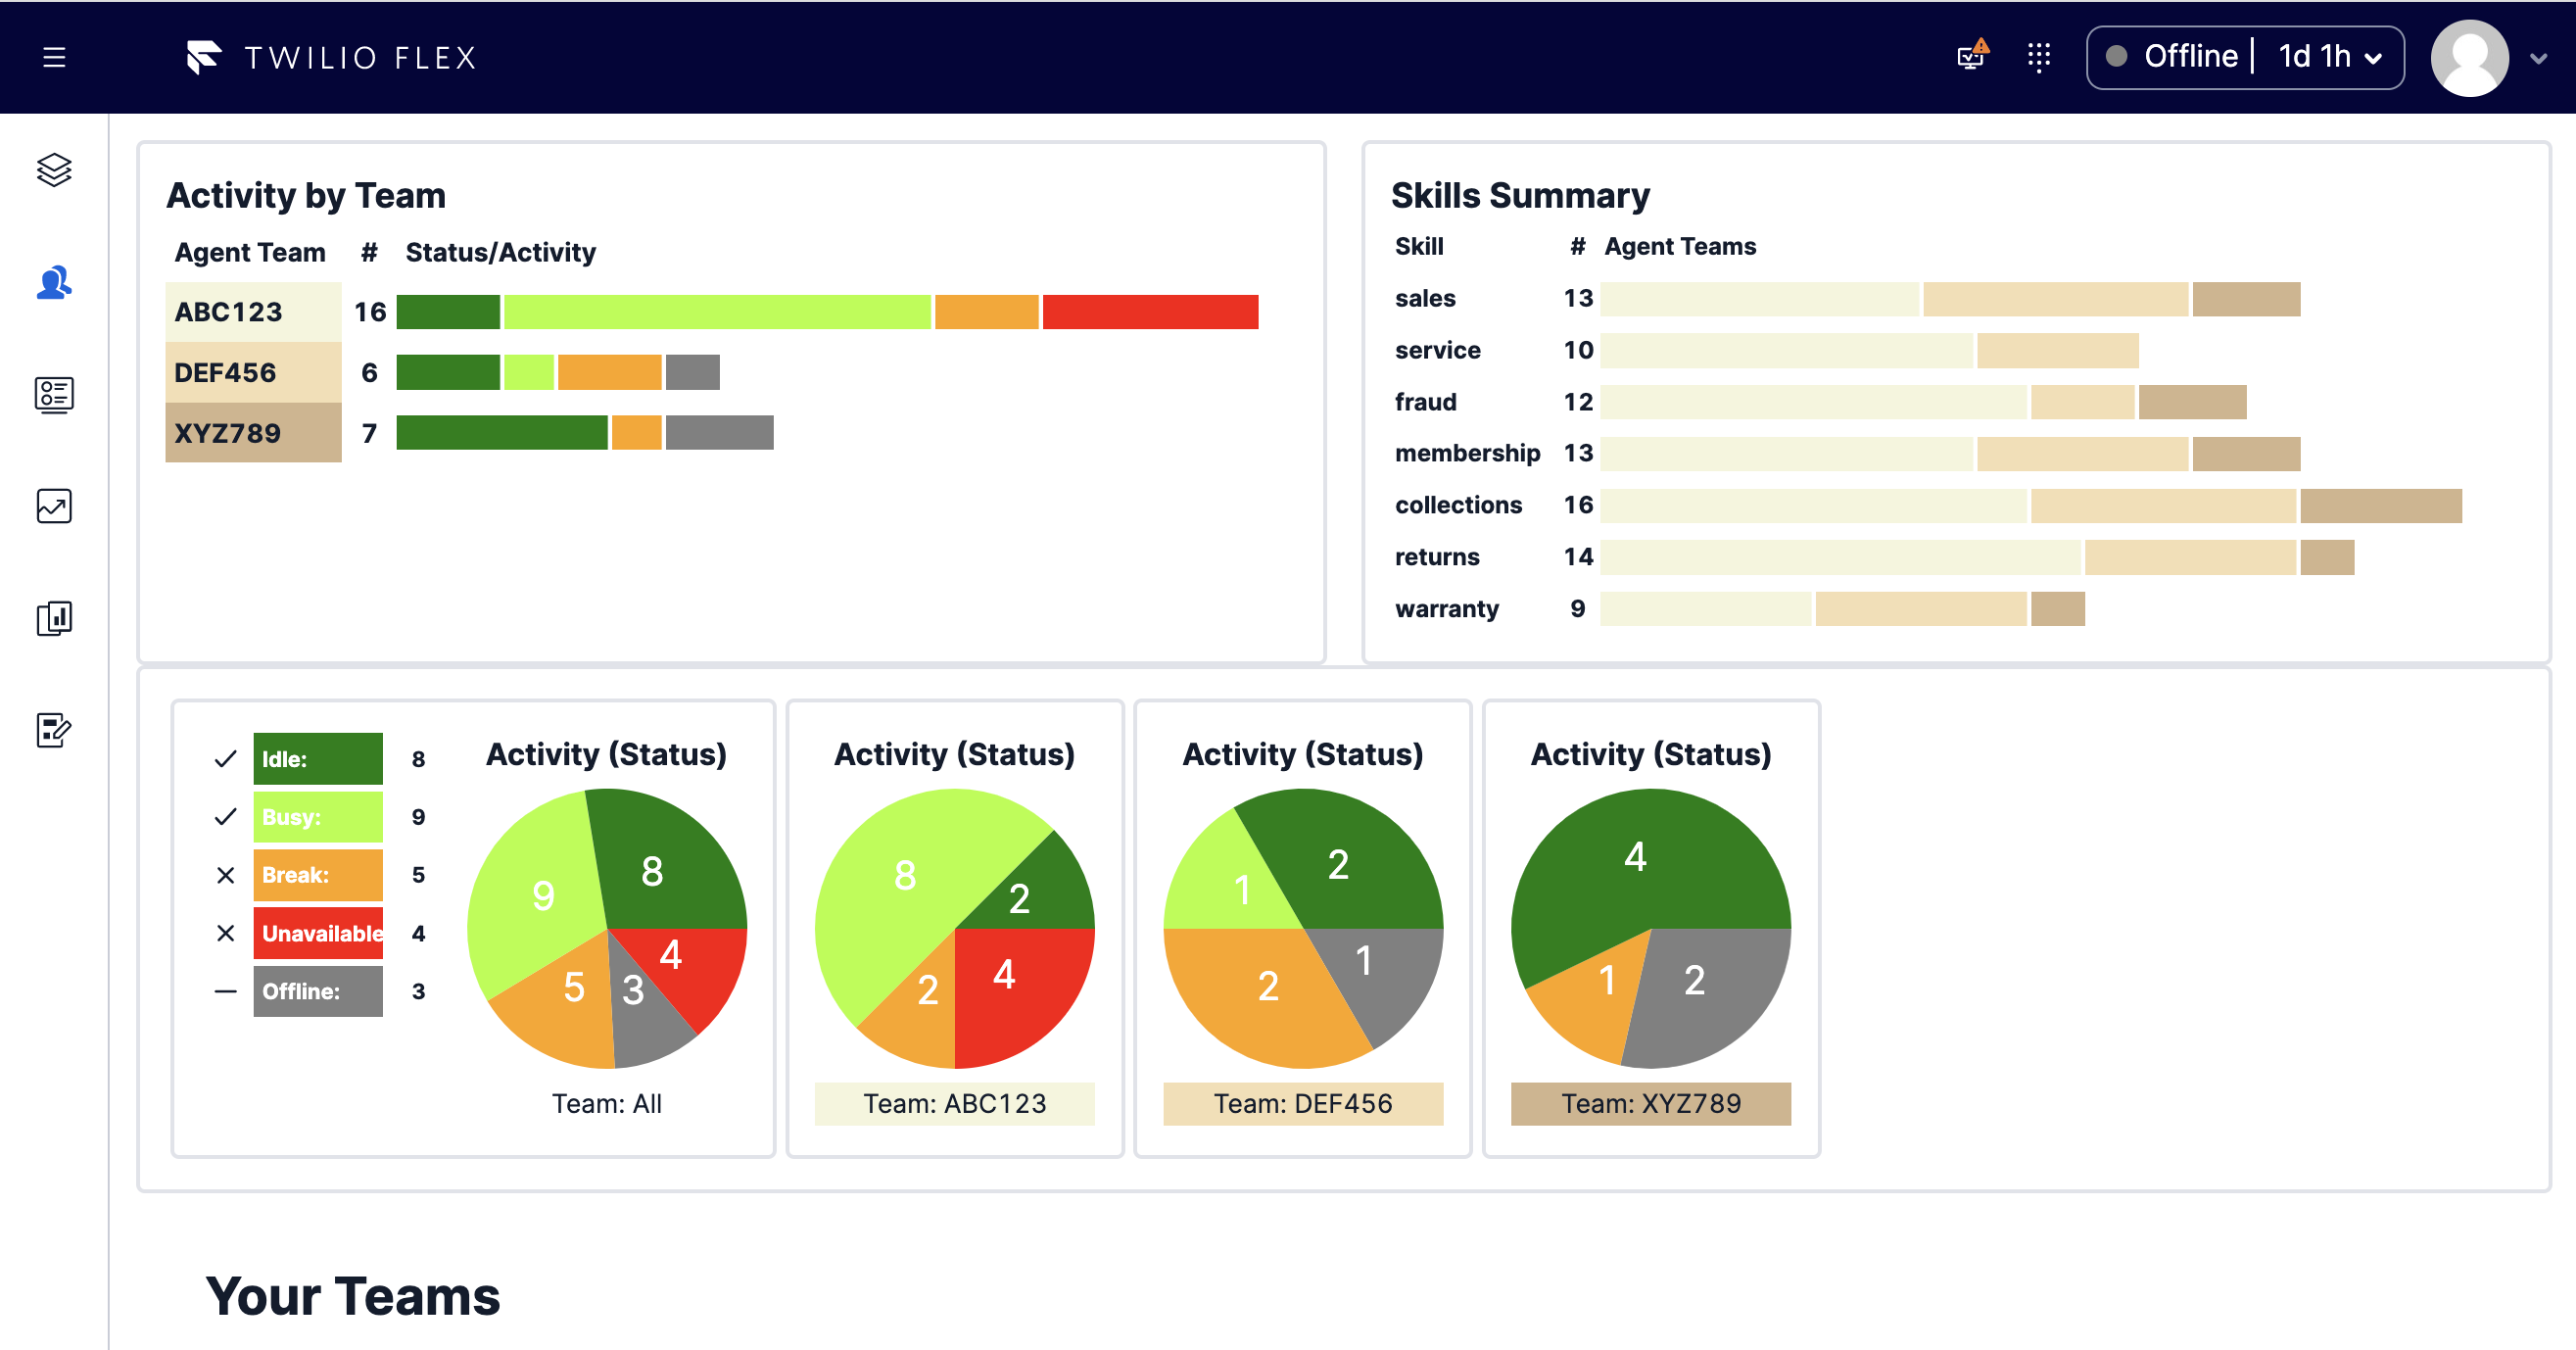 TWILIO FLEX
Offline | 1d 1h
Activity by Team
Agent Team # Status/Activity
ABC123 16
DEF456 6
XYZ789 7
Skills Summary
Skill # Agent Teams
sales 13
service 10
fraud 12
membership 13
collections 16
returns 14
warranty 9
Idle: 8
Busy: 9
Break: 5
Unavailable 4
Offline: 3
Activity (Status)
8
9
5
3
4
Team: All
Activity (Status)
8
2
2
4
Team: ABC123
Activity (Status)
2
1
2
1
Team: DEF456
Activity (Status)
4
1
2
Team: XYZ789
Your Teams